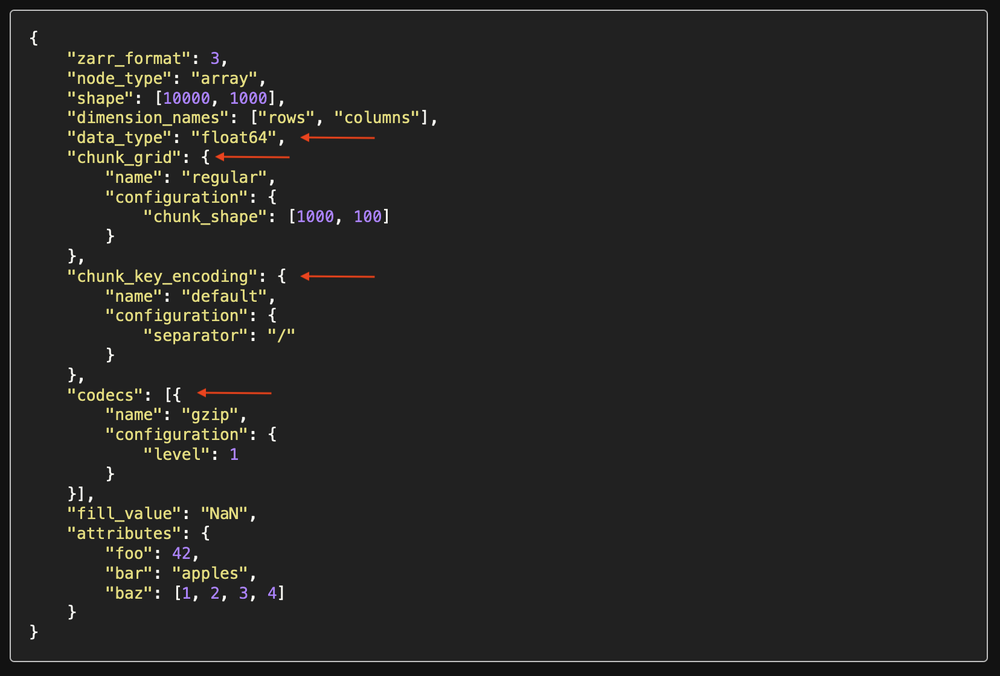 {
    "zarr_format": 3,
    "node_type": "array",
    "shape": [10000, 1000],
    "dimension_names": ["rows", "columns"],
    "data_type": "float64",
    "chunk_grid": {
        "name": "regular",
        "configuration": {
            "chunk_shape": [1000, 100]
        }
    },
    "chunk_key_encoding": {
        "name": "default",
        "configuration": {
            "separator": "/"
        }
    },
    "codecs": [{
        "name": "gzip",
        "configuration": {
            "level": 1
        }
    }],
    "fill_value": "NaN",
    "attributes": {
        "foo": 42,
        "bar": "apples",
        "baz": [1, 2, 3, 4]
    }
}